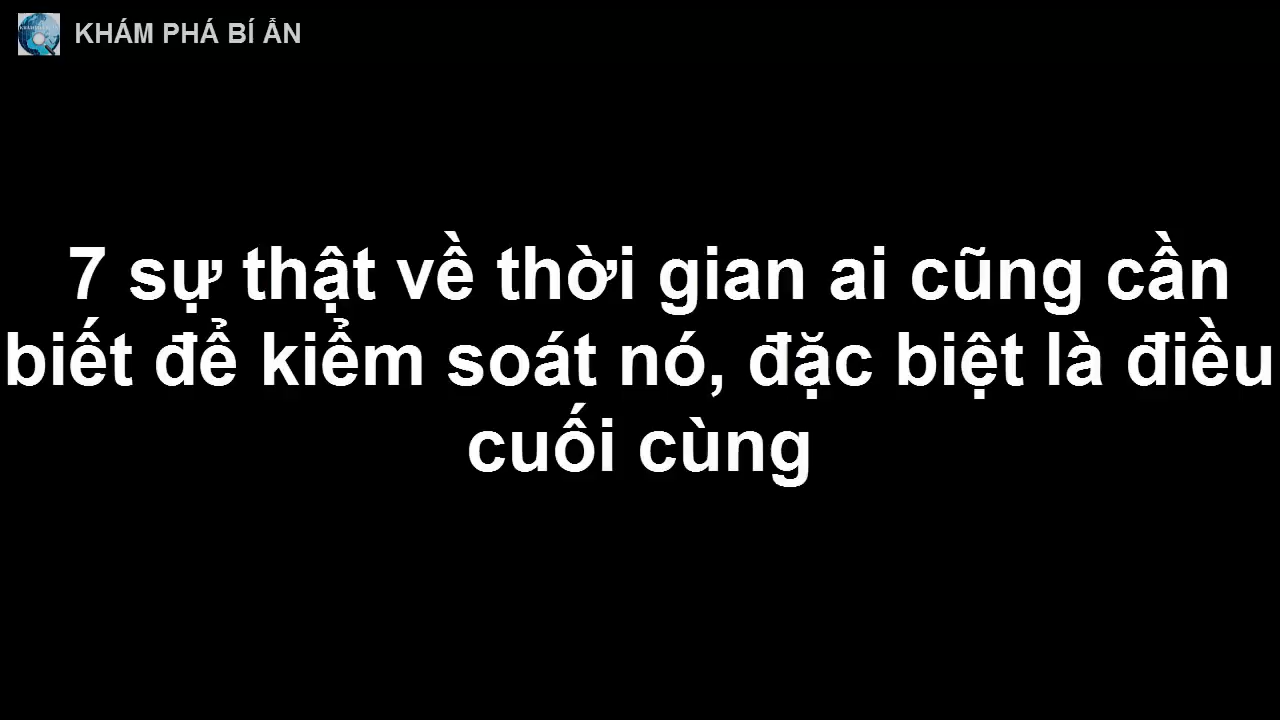 KHÁM PHÁ BÍ ẨN
7 sự thật về thời gian ai cũng cần
biết để kiểm soát nó, đặc biệt là điều
cuối cùng